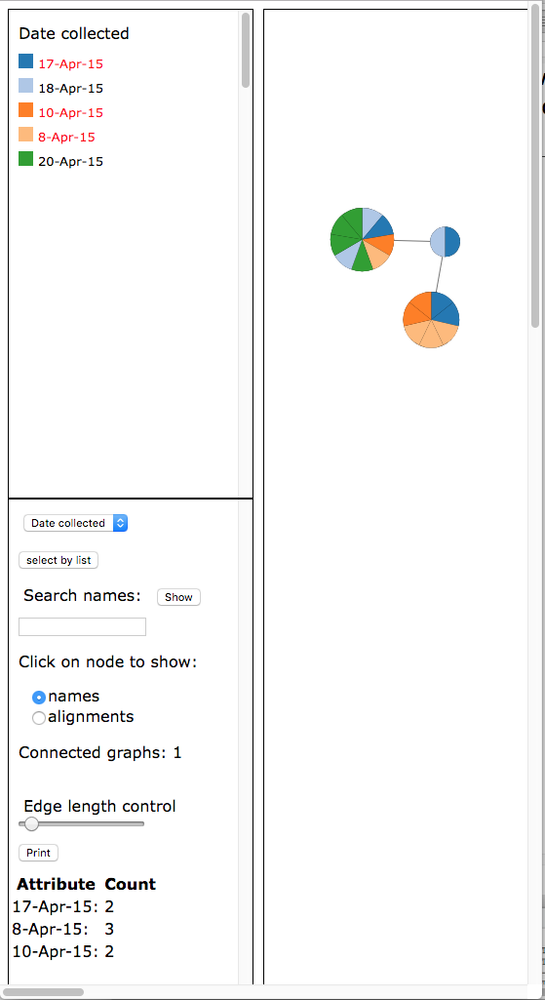 Date collected
17-Apr-15
18-Apr-15
10-Apr-15
8-Apr-15
20-Apr-15
Date collected
select by list
Search names: Show
Click on node to show:
names
alignments
Connected graphs: 1
Edge length control
Print
Attribute Count
17-Apr-15: 2
8-Apr-15: 3
10-Apr-15: 2